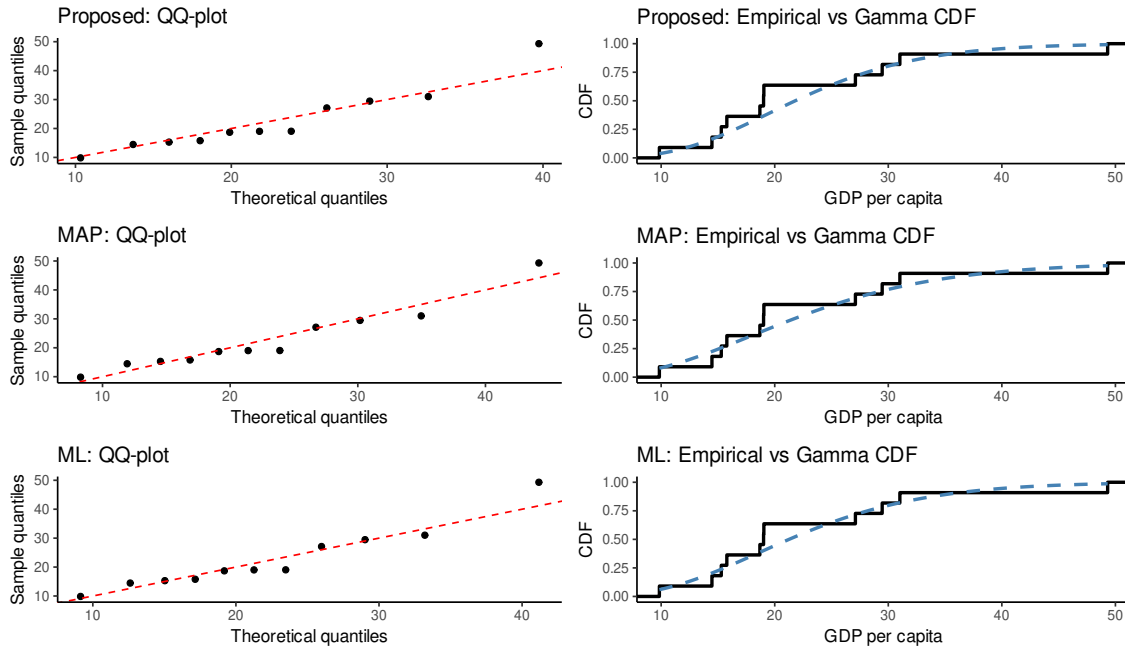 Proposed: QQ-plot
Sample quantiles
50
40
30
20
10
10 20 30 40
Theoretical quantiles
Proposed: Empirical vs Gamma CDF
CDF
1.00
0.75
0.50
0.25
0.00
10 20 30 40 50
GDP per capita
MAP: QQ-plot
Sample quantiles
50
40
30
20
10
10 20 30 40
Theoretical quantiles
MAP: Empirical vs Gamma CDF
CDF
1.00
0.75
0.50
0.25
0.00
10 20 30 40 50
GDP per capita
ML: QQ-plot
Sample quantiles
50
40
30
20
10
10 20 30 40
Theoretical quantiles
ML: Empirical vs Gamma CDF
CDF
1.00
0.75
0.50
0.25
0.00
10 20 30 40 50
GDP per capita